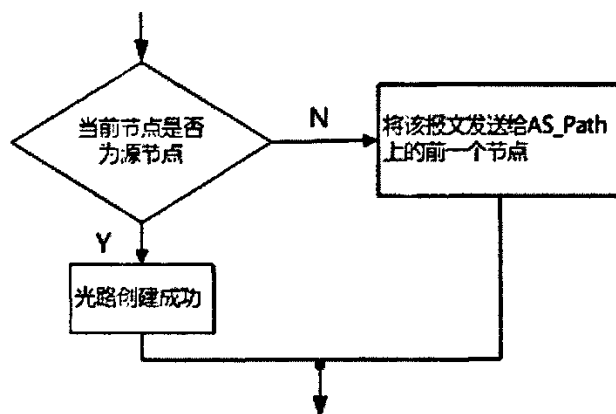 当前节点是否
为源节点
N
将该报文发送给AS_Path
上的前一个节点
Y
光路创建成功